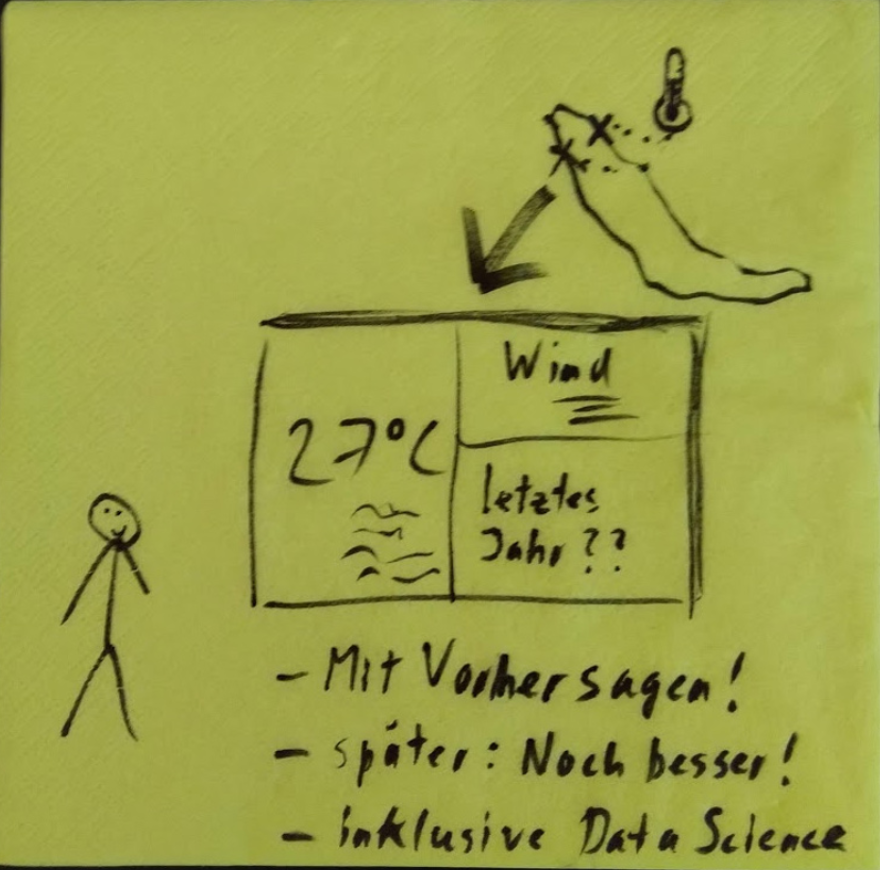 Wind
27°C
letztes
Jahr??
- Mit Vorhersagen!
- später: Noch besser!
- inklusive Data Science